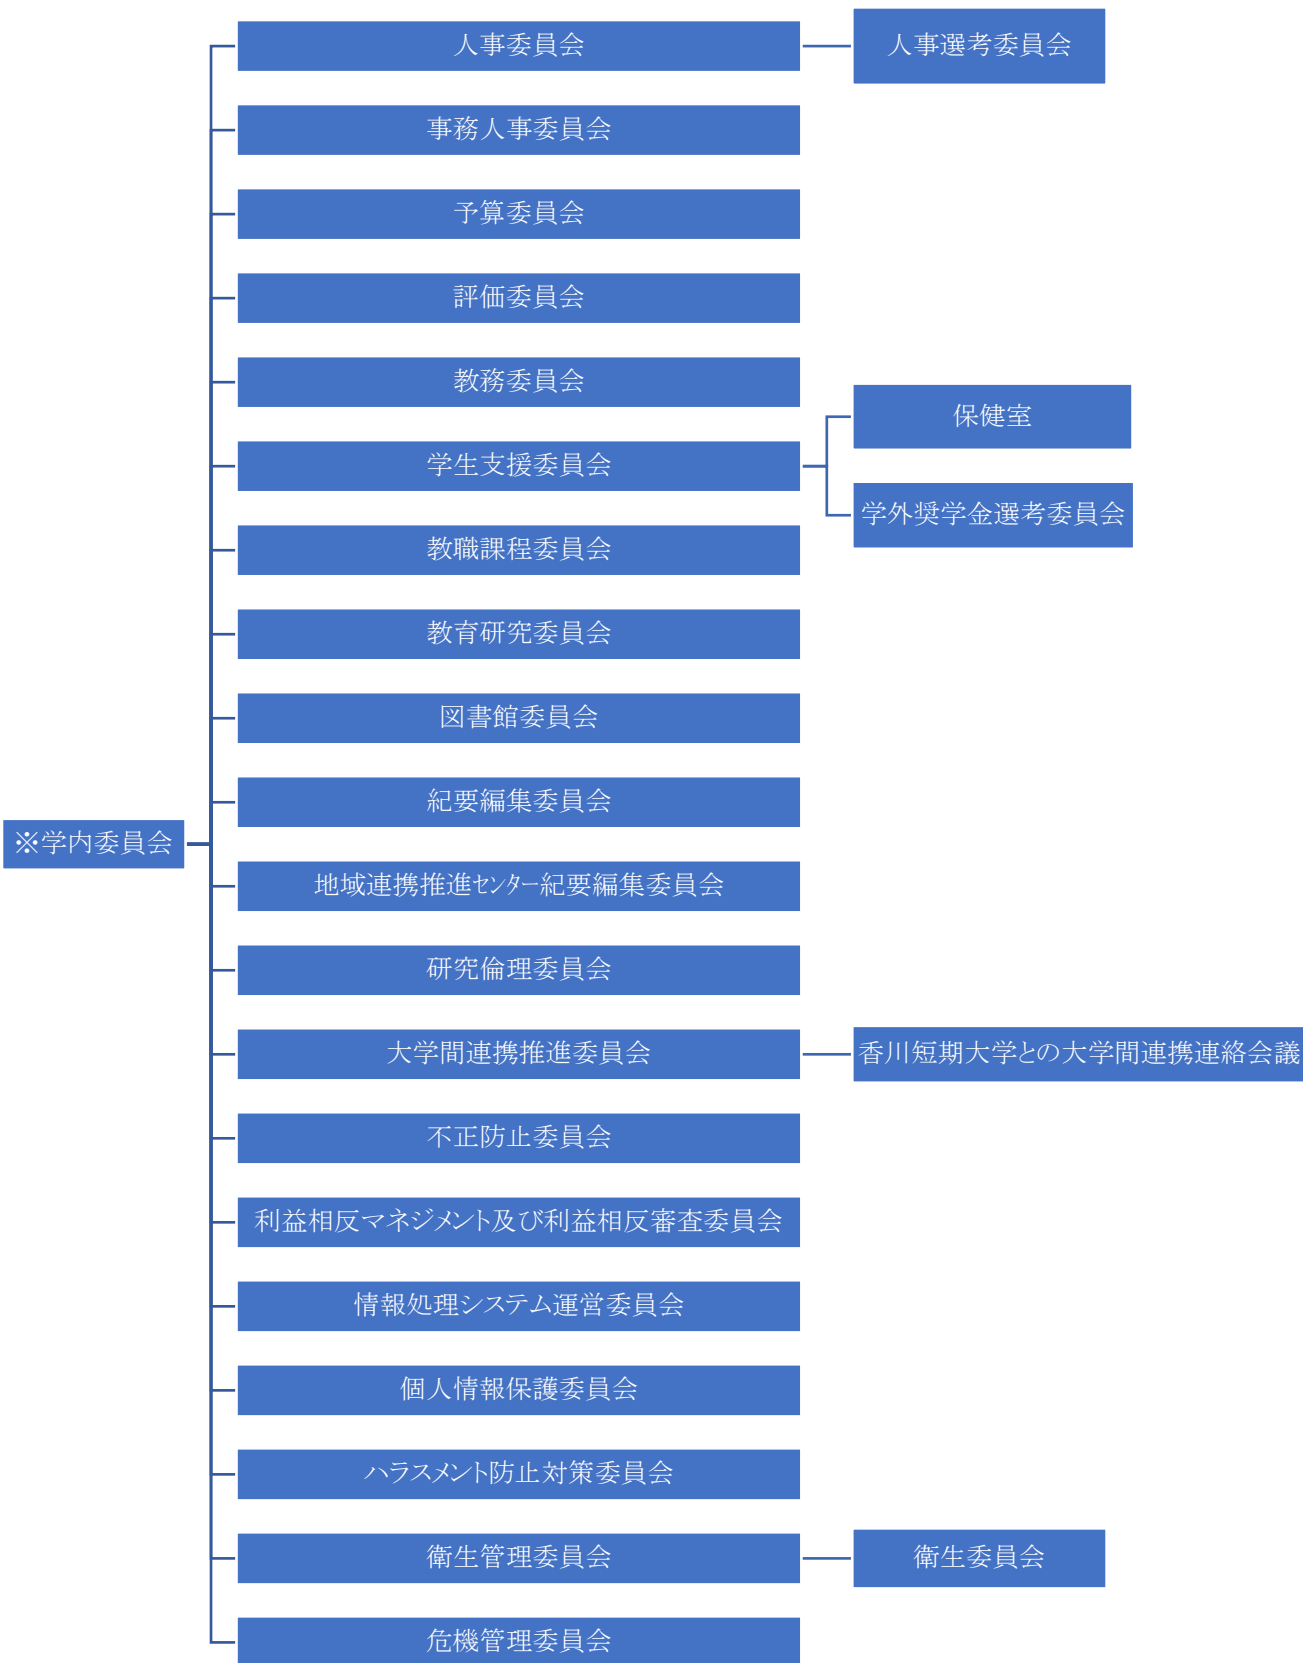 人事委員会
人事選考委員会
事務人事委員会
予算委員会
評価委員会
教務委員会
保健室
学生支援委員会
学外奨学金選考委員会
教職課程委員会
教育研究委員会
図書館委員会
紀要編集委員会
※学内委員会
地域連携推進センター紀要編集委員会
研究倫理委員会
大学間連携推進委員会
香川短期大学との大学間連携連絡会議
不正防止委員会
利益相反マネジメント及び利益相反審査委員会
情報処理システム運営委員会
個人情報保護委員会
ハラスメント防止対策委員会
衛生管理委員会
衛生委員会
危機管理委員会